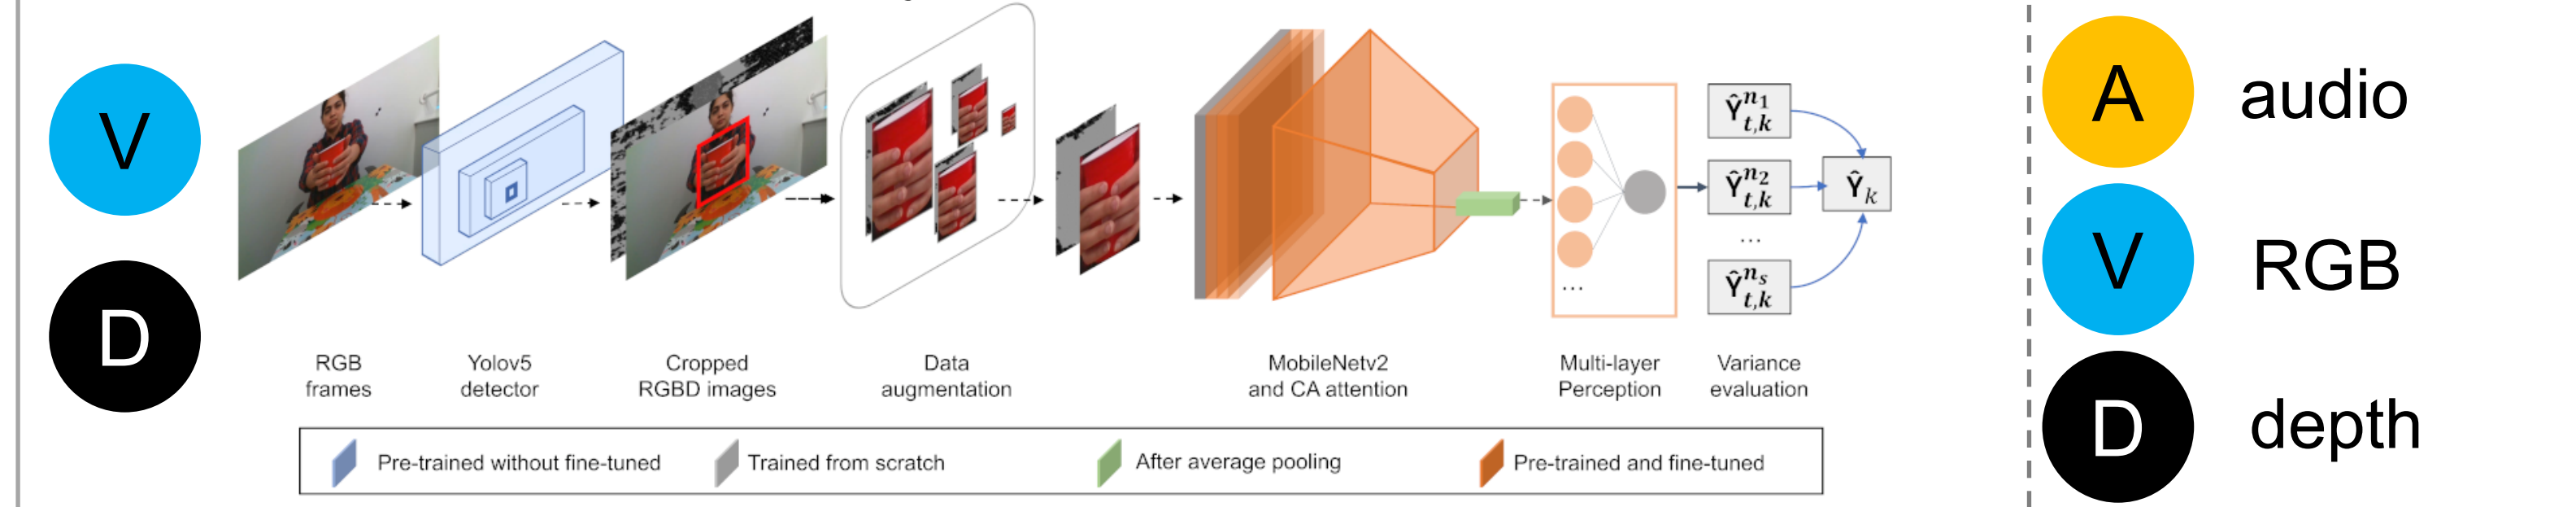 V
D
Ŷ^{n_1}_{t,k}
Ŷ^{n_2}_{t,k}
...
Ŷ^{n_s}_{t,k}
Ŷ_k
...
RGB
frames
Yolov5
detector
Cropped
RGBD images
Data
augmentation
MobileNetv2
and CA attention
Multi-layer
Perception
Variance
evaluation
Pre-trained without fine-tuned
Trained from scratch
After average pooling
Pre-trained and fine-tuned
A audio
V RGB
D depth